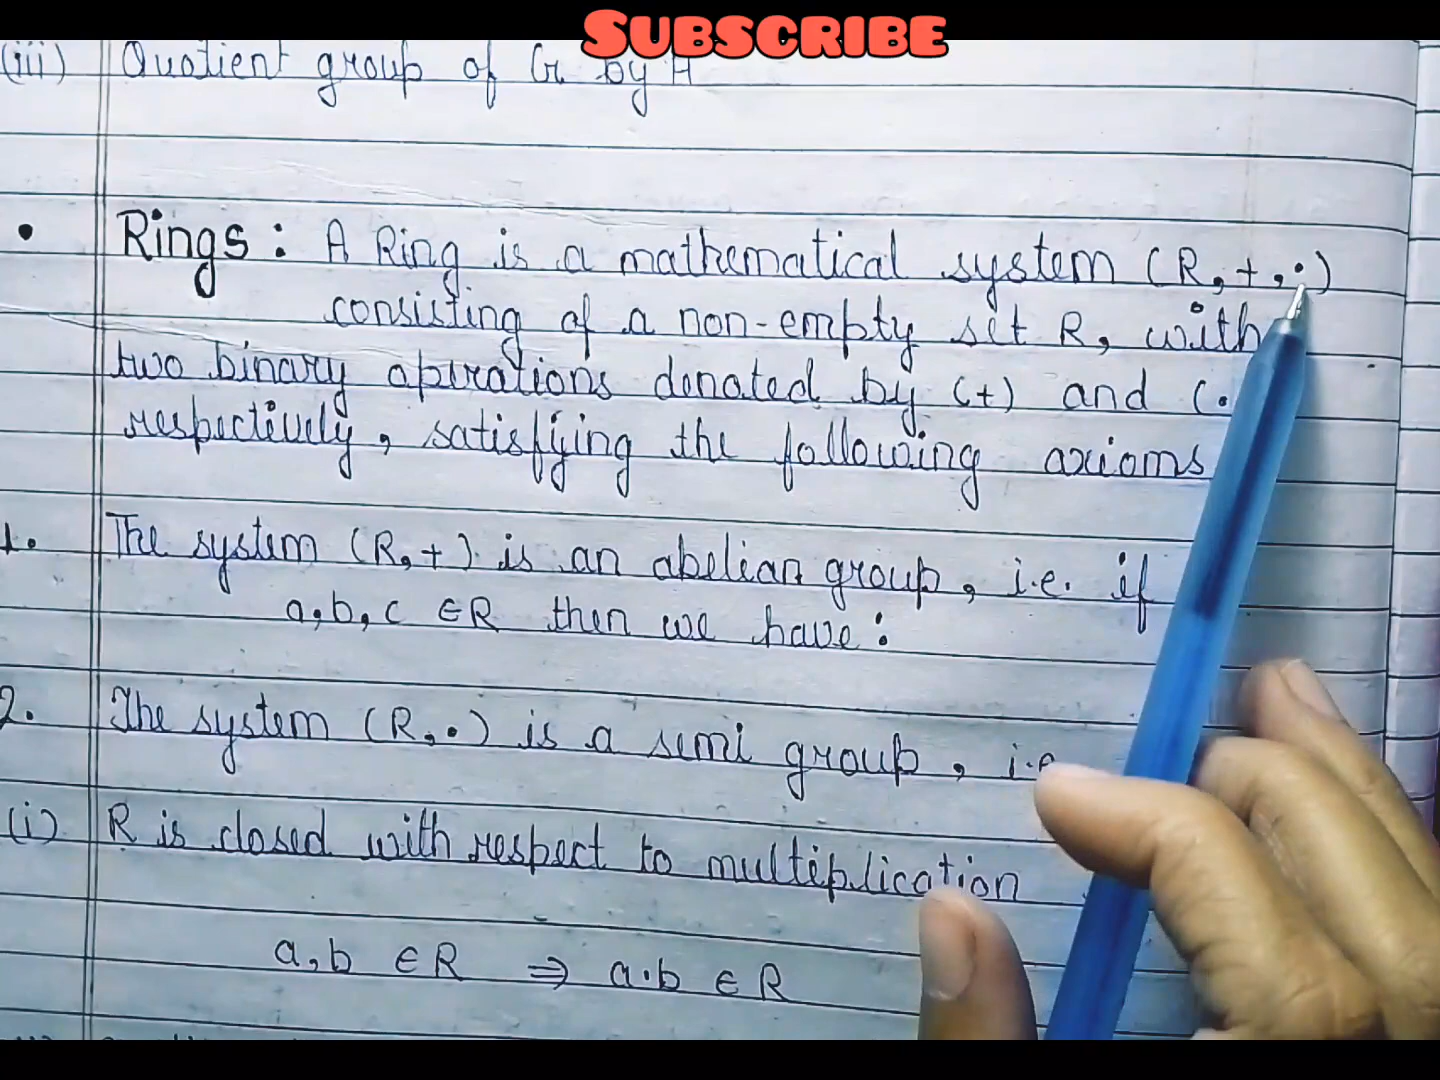 SUBSCRIBE
(iii) Quotient group of G by H
• Rings : A Ring is a mathematical system (R, +, •)
consisting of a non-empty set R, with
two binary operations donated by (+) and (•
respectively, satisfying the following axioms
1. The system (R, +) is an abelian group, i.e. if
a, b, c ∈ R then we have :
2. The system (R, •) is a semi group, i.e
(i) R is closed with respect to multiplication
a, b ∈ R ⇒ a·b ∈ R